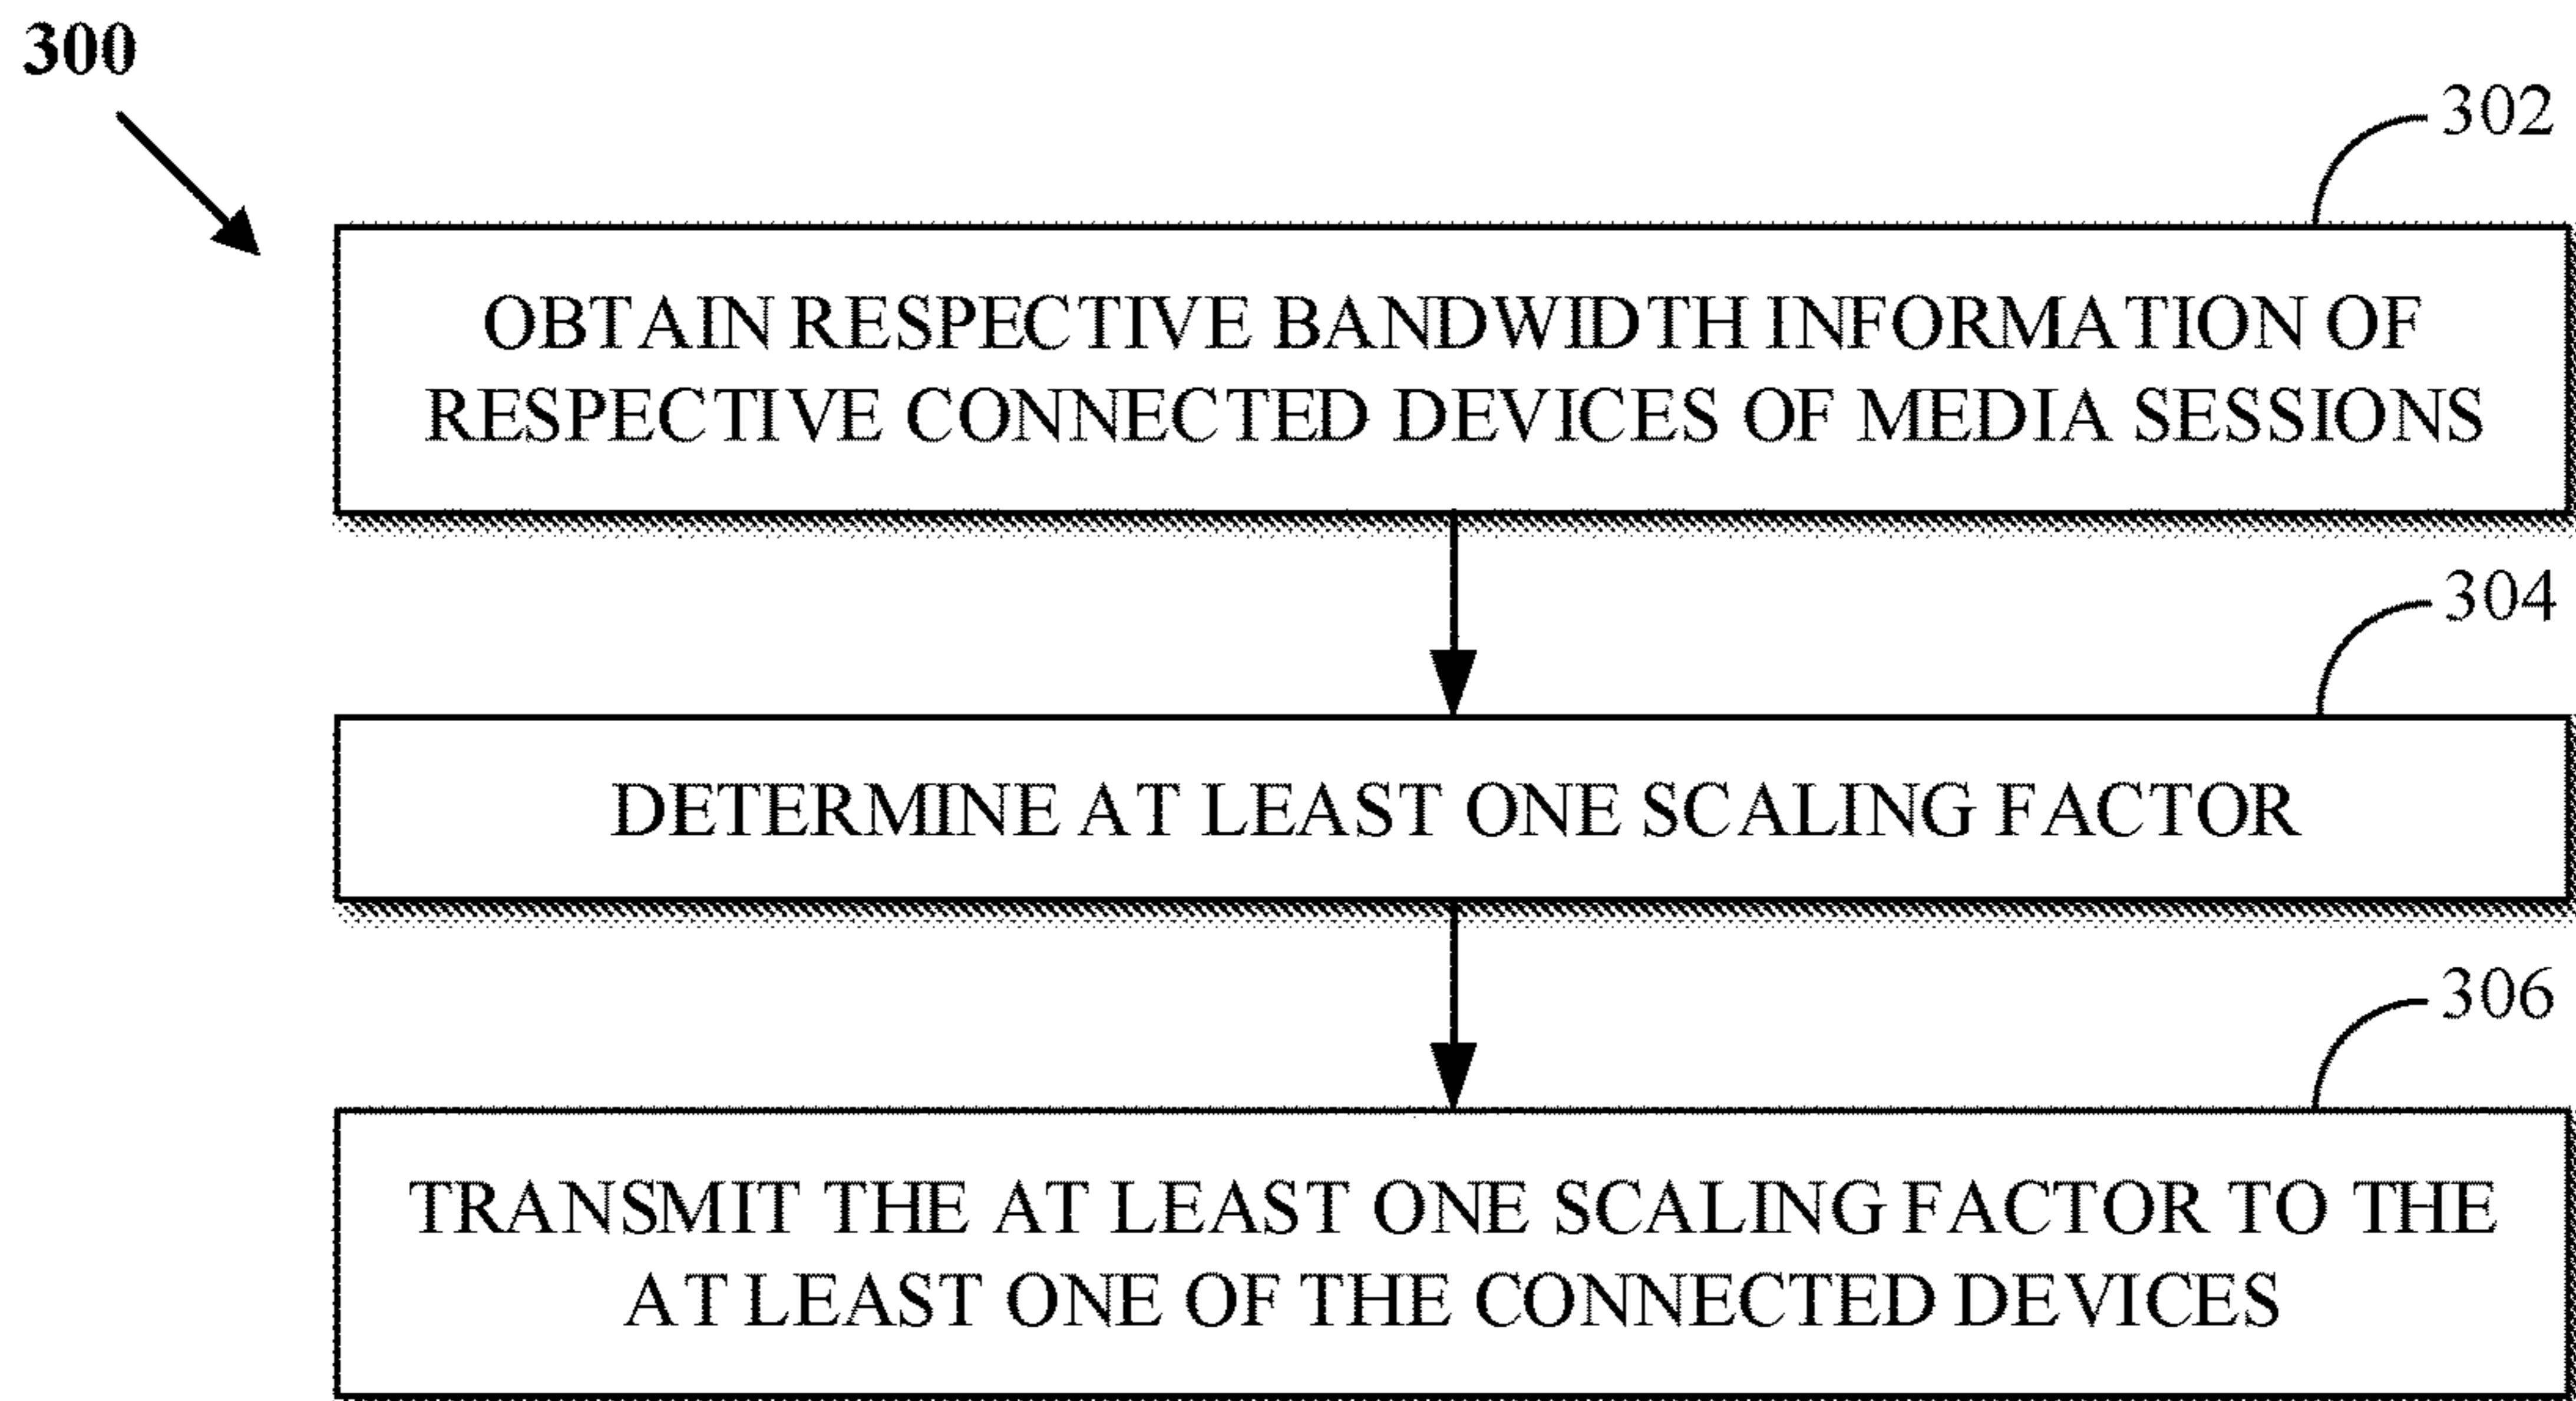 300
302
OBTAIN RESPECTIVE BANDWIDTH INFORMATION OF
RESPECTIVE CONNECTED DEVICES OF MEDIA SESSIONS
304
DETERMINE AT LEAST ONE SCALING FACTOR
306
TRANSMIT THE AT LEAST ONE SCALING FACTOR TO THE
AT LEAST ONE OF THE CONNECTED DEVICES